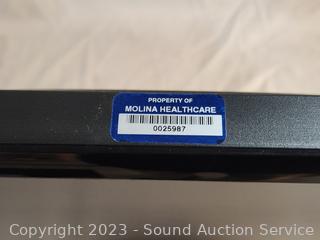 PROPERTY OF
MOLINA HEALTHCARE
0025987
Copyright © 2023 - Sound Auction Service